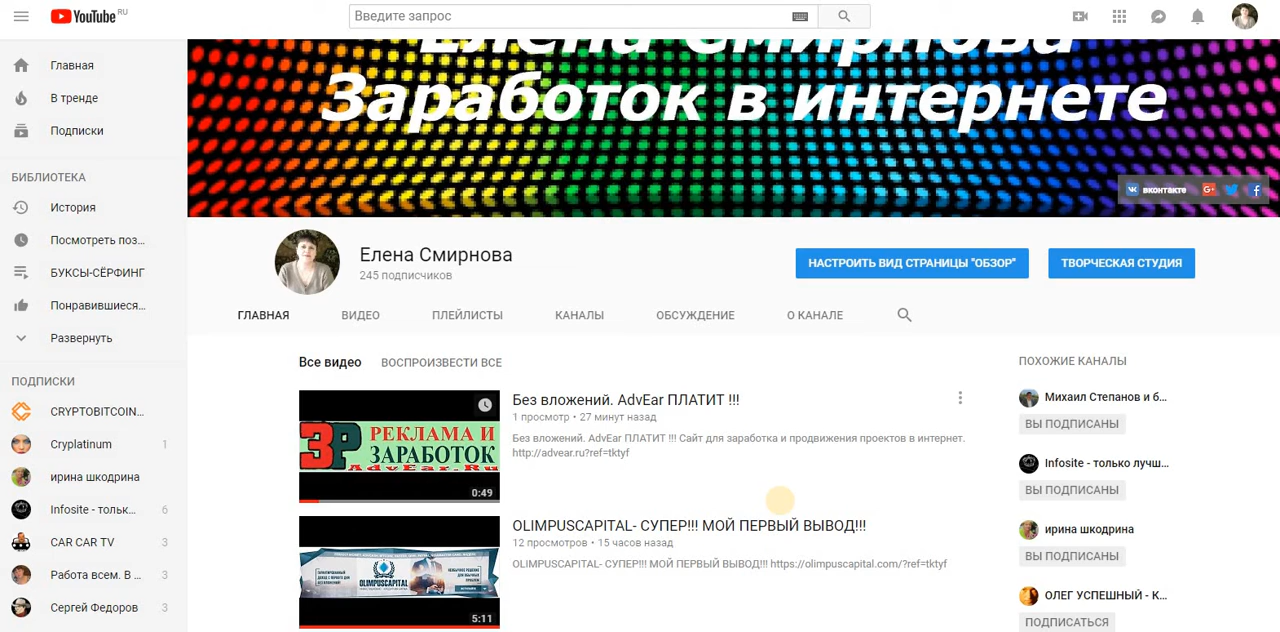 YouTube RU
Введите запрос
Главная
В тренде
Подписки
БИБЛИОТЕКА
История
Посмотреть поз...
БУКСЫ-СЁРФИНГ
Понравившиеся...
Развернуть
ПОДПИСКИ
CRYPTOBITCOIN...
Cryplatinum 1
ирина шкодрина
Infosite - тольк... 6
CAR CAR TV 3
Работа всем. В ... 3
Сергей Федоров 3
Елена Смирнова
Заработок в интернете
вконтакте
Елена Смирнова
245 подписчиков
НАСТРОИТЬ ВИД СТРАНИЦЫ "ОБЗОР"
ТВОРЧЕСКАЯ СТУДИЯ
ГЛАВНАЯ ВИДЕО ПЛЕЙЛИСТЫ КАНАЛЫ ОБСУЖДЕНИЕ О КАНАЛЕ
Все видео ВОСПРОИЗВЕСТИ ВСЕ
ЗР РЕКЛАМА И
ЗАРАБОТОК
AdvEar.Ru
0:49
Без вложений. AdvEar ПЛАТИТ !!!
1 просмотр • 27 минут назад
Без вложений. AdvEar ПЛАТИТ !!! Сайт для заработка и продвижения проектов в интернет.
http://advear.ru?ref=tktyf
OLIMPUSCAPITAL
5:11
OLIMPUSCAPITAL- СУПЕР!!! МОЙ ПЕРВЫЙ ВЫВОД!!!
12 просмотров • 15 часов назад
OLIMPUSCAPITAL- СУПЕР!!! МОЙ ПЕРВЫЙ ВЫВОД!!! https://olimpuscapital.com/?ref=tktyf
ПОХОЖИЕ КАНАЛЫ
Михаил Степанов и б...
ВЫ ПОДПИСАНЫ
Infosite - только лучш...
ВЫ ПОДПИСАНЫ
ирина шкодрина
ВЫ ПОДПИСАНЫ
ОЛЕГ УСПЕШНЫЙ - К...
ПОДПИСАТЬСЯ